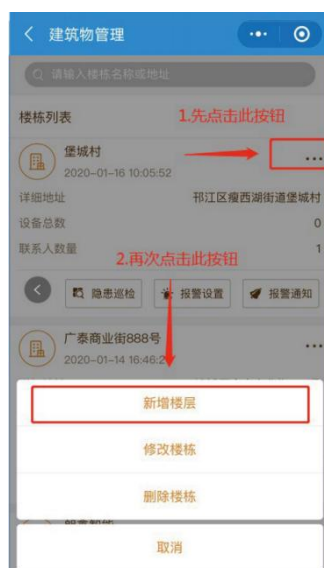 建筑物管理
请输入楼栋名称或地址
楼栋列表
1.先点击此按钮
堡城村
2020-01-16 10:05:52
详细地址 邗江区瘦西湖街道堡城村
设备总数 0
联系人数量 1
2.再次点击此按钮
隐患巡检 报警设置 报警通知
广泰商业街888号
2020-01-14 16:46:2
新增楼层
修改楼栋
删除楼栋
取消